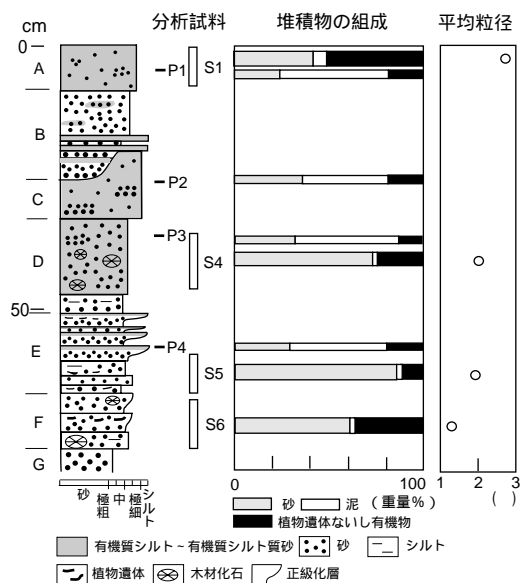 cm
分析試料
堆積物の組成
平均粒径
0
A
P1
S1
B
P2
C
P3
D
S4
50
E
P4
S5
F
S6
G
砂
極粗
中
極細
シルト
0
100
砂
泥
(重量%)
植物遺体ないし有機物
1
2
3
( )
有機質シルト~有機質シルト質砂
砂
シルト
植物遺体
木材化石
正級化層